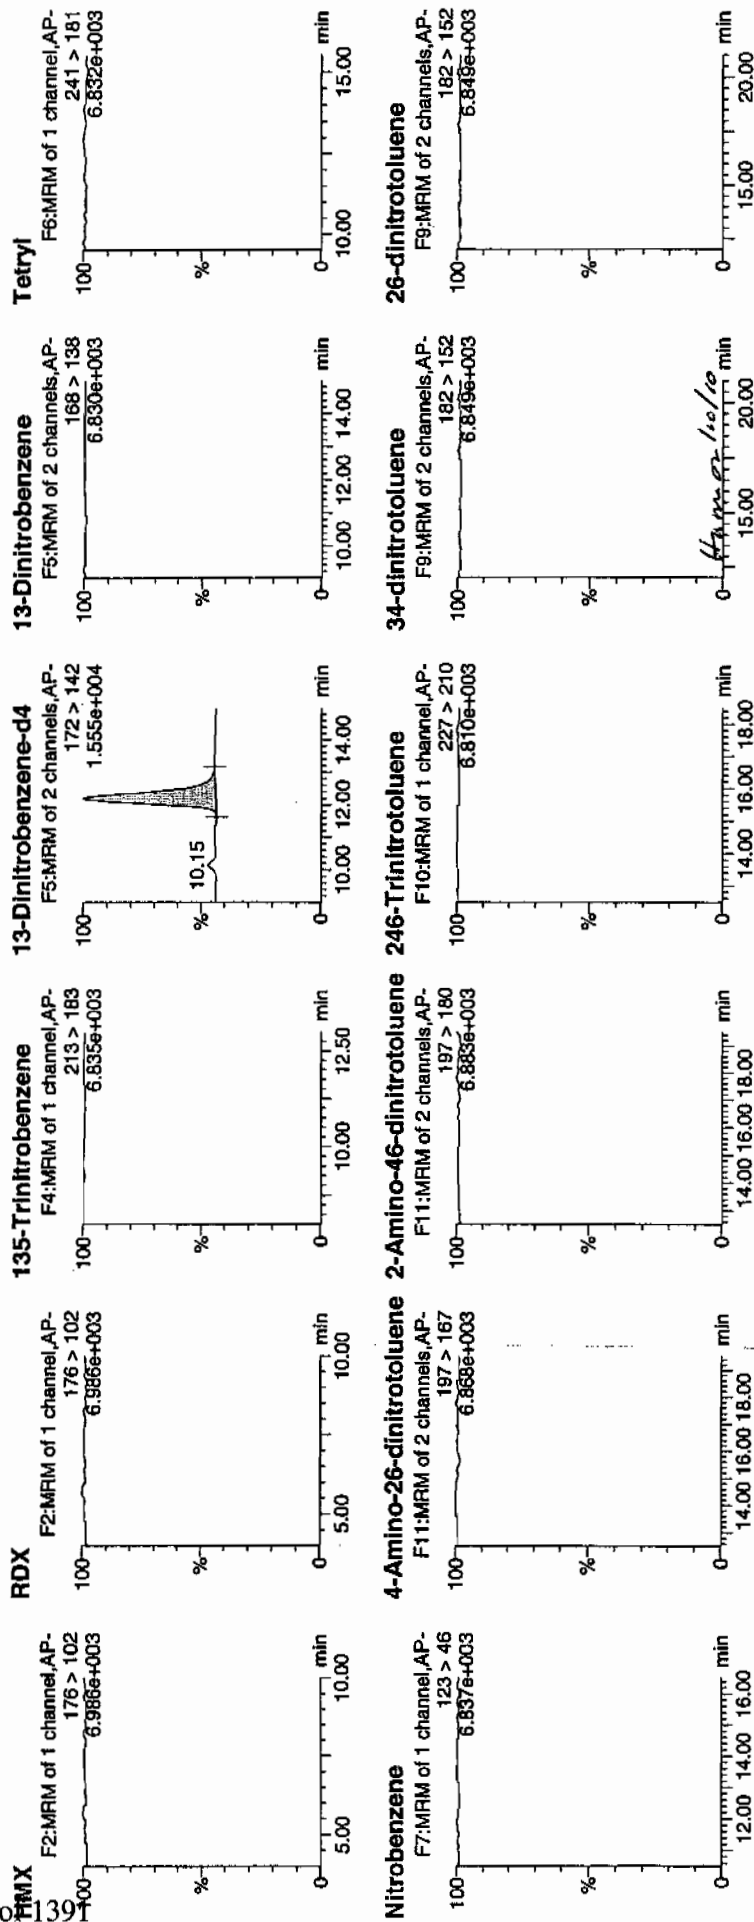 HMX
F2:MRM of 1 channel,AP-
176 > 102
6.986e+003
100
%
0
5.00 10.00 min
RDX
F2:MRM of 1 channel,AP-
176 > 102
6.986e+003
100
%
0
5.00 10.00 min
135-Trinitrobenzene
F4:MRM of 1 channel,AP-
213 > 183
6.835e+003
100
%
0
10.00 12.50 min
13-Dinitrobenzene-d4
F5:MRM of 2 channels,AP-
172 > 142
1.555e+004
100
%
10.15
0
10.00 12.00 14.00 min
13-Dinitrobenzene
F5:MRM of 2 channels,AP-
168 > 138
6.830e+003
100
%
0
10.00 12.00 14.00 min
Tetryl
F6:MRM of 1 channel,AP-
241 > 181
6.832e+003
100
%
0
10.00 15.00 min
Nitrobenzene
F7:MRM of 1 channel,AP-
123 > 46
6.837e+003
100
%
0
12.00 14.00 16.00 min
4-Amino-26-dinitrotoluene
F11:MRM of 2 channels,AP-
197 > 167
6.868e+003
100
%
0
14.00 16.00 18.00 min
2-Amino-46-dinitrotoluene
F11:MRM of 2 channels,AP-
197 > 180
6.883e+003
100
%
0
14.00 16.00 18.00 min
246-Trinitrotoluene
F10:MRM of 1 channel,AP-
227 > 210
6.810e+003
100
%
0
14.00 16.00 18.00 min
34-dinitrotoluene
F9:MRM of 2 channels,AP-
182 > 152
6.849e+003
100
%
0
15.00 20.00 min
26-dinitrotoluene
F9:MRM of 2 channels,AP-
182 > 152
6.849e+003
100
%
0
15.00 20.00 min
1391